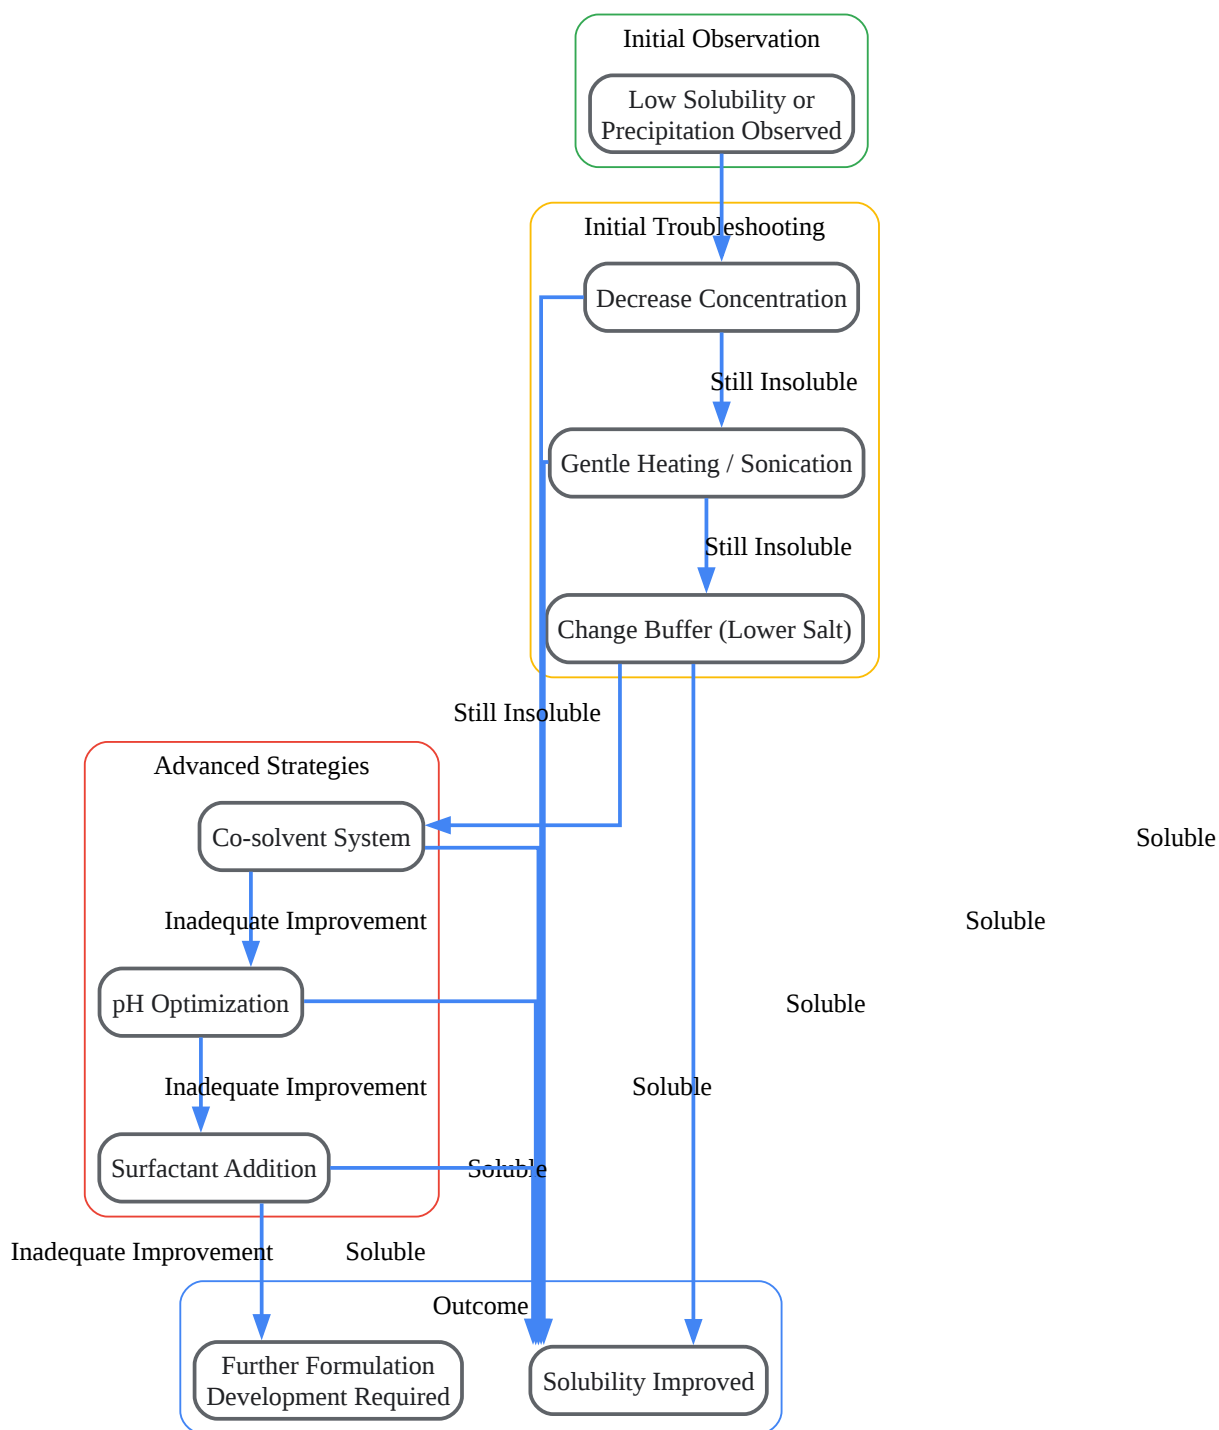 Initial Observation
Low Solubility or
Precipitation Observed
Initial Troubleshooting
Decrease Concentration
Still Insoluble
Gentle Heating / Sonication
Still Insoluble
Change Buffer (Lower Salt)
Still Insoluble
Advanced Strategies
Co-solvent System
Soluble
Inadequate Improvement
Soluble
pH Optimization
Soluble
Inadequate Improvement
Soluble
Surfactant Addition
Soluble
Inadequate Improvement
Soluble
Outcome
Further Formulation
Development Required
Solubility Improved